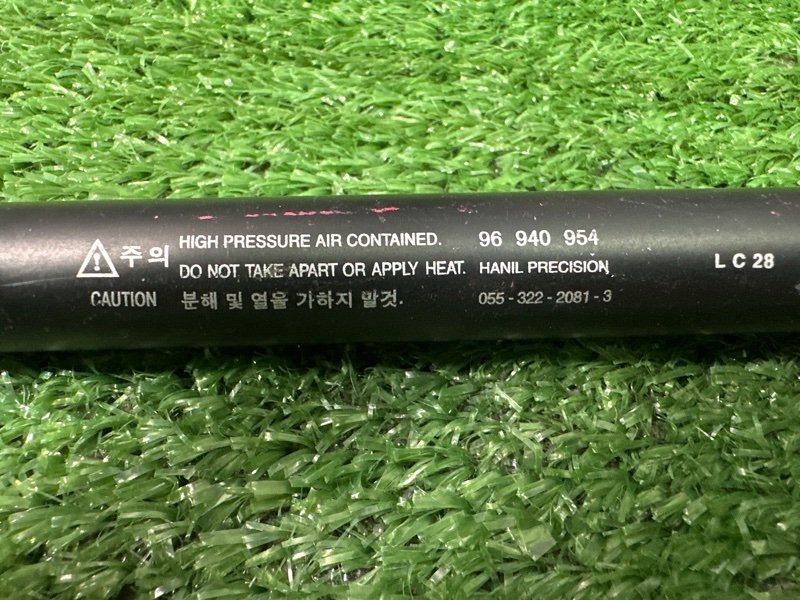 주의 HIGH PRESSURE AIR CONTAINED. 96 940 954
DO NOT TAKE APART OR APPLY HEAT. HANIL PRECISION L C 28
CAUTION 분해 및 열을 가하지 말것. 055 - 322 - 2081 - 3